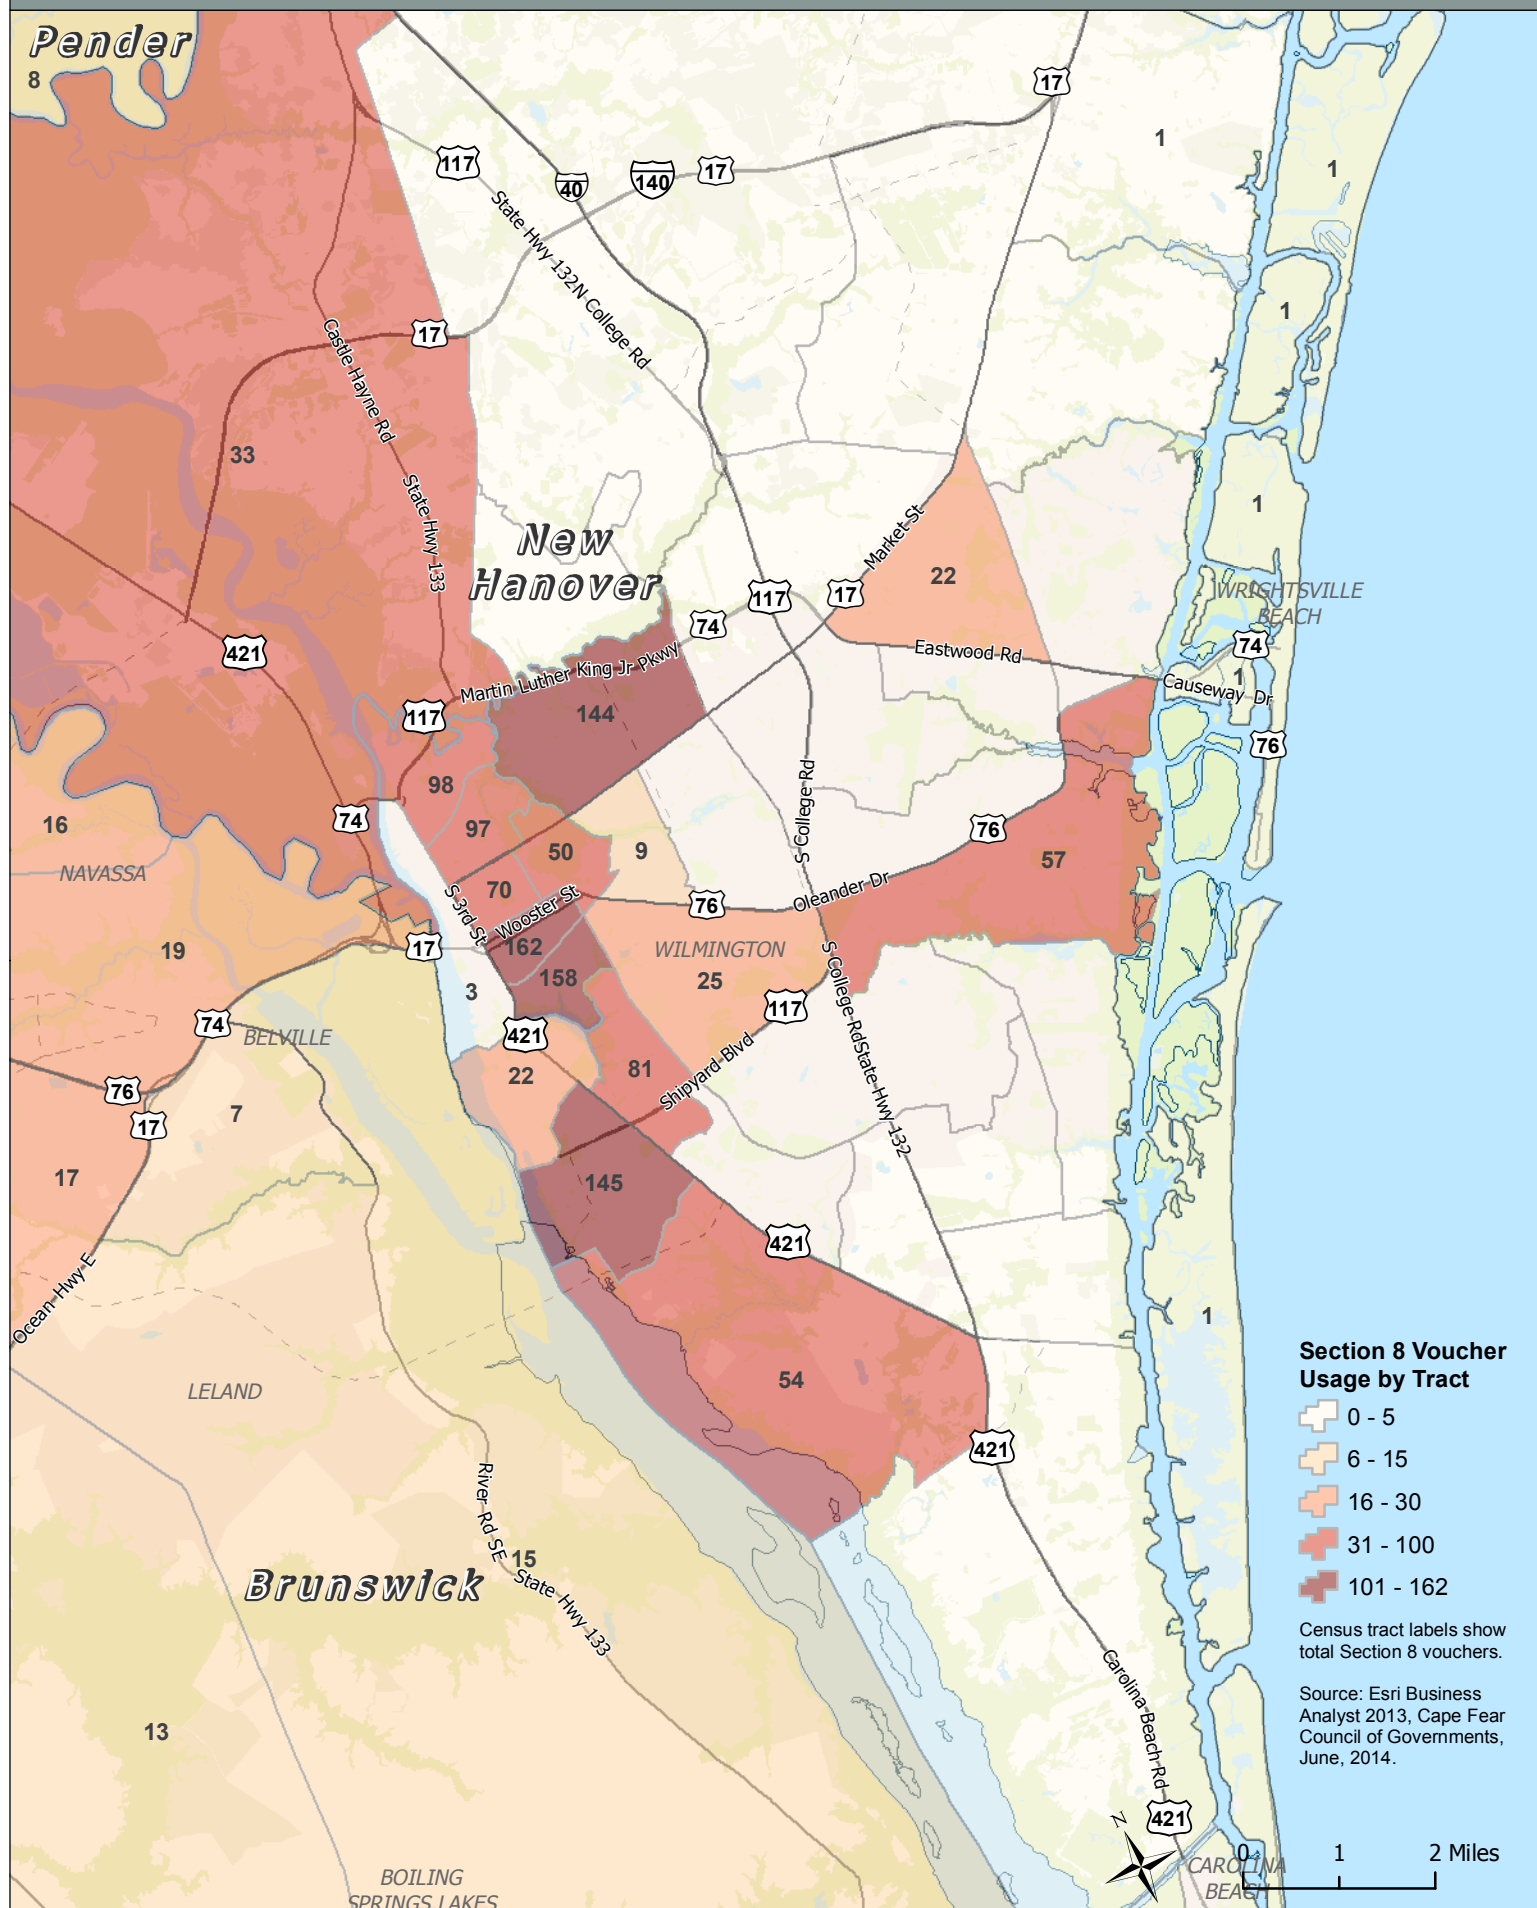 Pender
8
17
1
1
117
40
140
17
State Hwy 132
N College Rd
1
17
Castle Hayne Rd
33
State Hwy 133
1
Market St
New
Hanover
22
117
17
WRIGHTSVILLE
BEACH
74
74
421
Eastwood Rd
Martin Luther King Jr Pkwy
1
Causeway Dr
117
144
76
98
S College Rd
16
74
97
76
50
9
57
NAVASSA
70
S 3rd St
Wooster St
76
Oleander Dr
19
17
162
WILMINGTON
158
25
3
S College Rd
117
74
BELVILLE
421
22
81
Shipyard Blvd
State Hwy 132
76
7
17
17
145
421
Ocean Hwy E
1
54
LELAND
421
River Rd SE
15
State Hwy 133
Brunswick
13
Carolina Beach Rd
421
BOILING
SPRINGS LAKES
CAROLINA
BEACH
Section 8 Voucher
Usage by Tract
0 - 5
6 - 15
16 - 30
31 - 100
101 - 162
Census tract labels show
total Section 8 vouchers.
Source: Esri Business
Analyst 2013, Cape Fear
Council of Governments,
June, 2014.
N
0 1 2 Miles